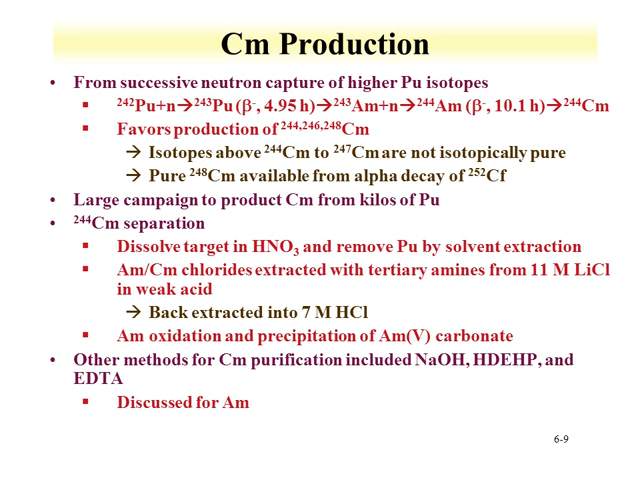 Cm Production
• From successive neutron capture of higher Pu isotopes
▪ ²⁴²Pu+n→²⁴³Pu (β⁻, 4.95 h)→²⁴³Am+n→²⁴⁴Am (β⁻, 10.1 h)→²⁴⁴Cm
▪ Favors production of ²⁴⁴,²⁴⁶,²⁴⁸Cm
→ Isotopes above ²⁴⁴Cm to ²⁴⁷Cm are not isotopically pure
→ Pure ²⁴⁸Cm available from alpha decay of ²⁵²Cf
• Large campaign to product Cm from kilos of Pu
• ²⁴⁴Cm separation
▪ Dissolve target in HNO₃ and remove Pu by solvent extraction
▪ Am/Cm chlorides extracted with tertiary amines from 11 M LiCl
in weak acid
→ Back extracted into 7 M HCl
▪ Am oxidation and precipitation of Am(V) carbonate
• Other methods for Cm purification included NaOH, HDEHP, and
EDTA
▪ Discussed for Am
6-9